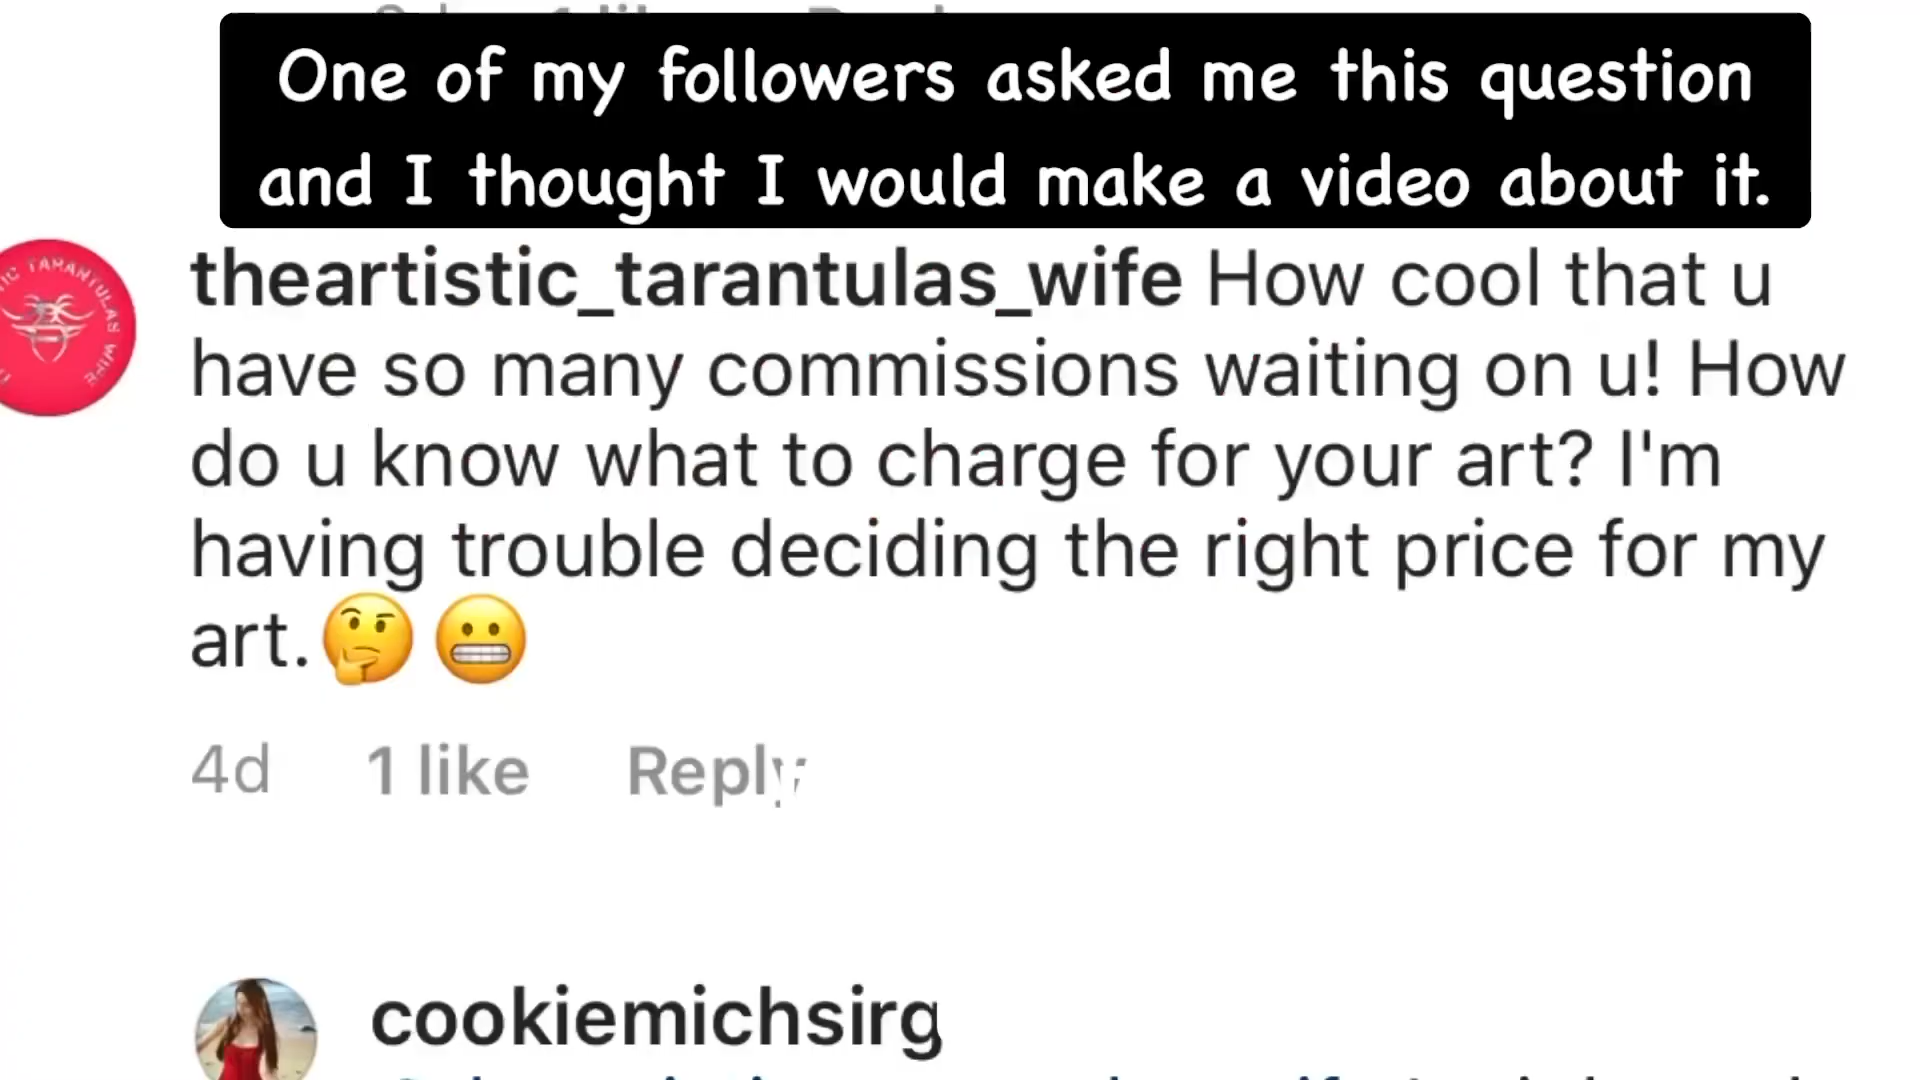 One of my followers asked me this question
and I thought I would make a video about it.
TARANTULAS WIFE
theartistic_tarantulas_wife How cool that u
have so many commissions waiting on u! How
do u know what to charge for your art? I'm
having trouble deciding the right price for my
art.🤔 😬
4d 1 like Reply
cookiemichsirg